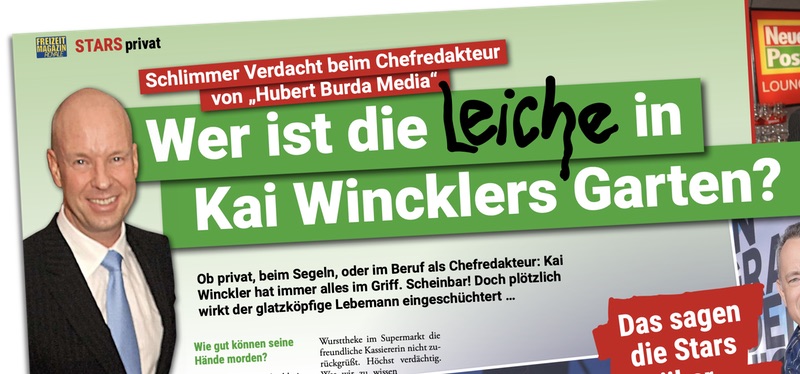 FREIZEIT
MAGAZIN
ROYALE
STARS privat
Schlimmer Verdacht beim Chefredakteur
von „Hubert Burda Media“
Wer ist die Leiche in
Kai Wincklers Garten?
Ob privat, beim Segeln, oder im Beruf als Chefredakteur: Kai
Winckler hat immer alles im Griff. Scheinbar! Doch plötzlich
wirkt der glatzköpfige Lebemann eingeschüchtert ...
Wie gut können seine
Hände morden?
Wursttheke im Supermarkt die
freundliche Kassiererin nicht zu-
rückgrüßt. Höchst verdächtig.
Neue
Post
LOUNG
Das sagen
die Stars